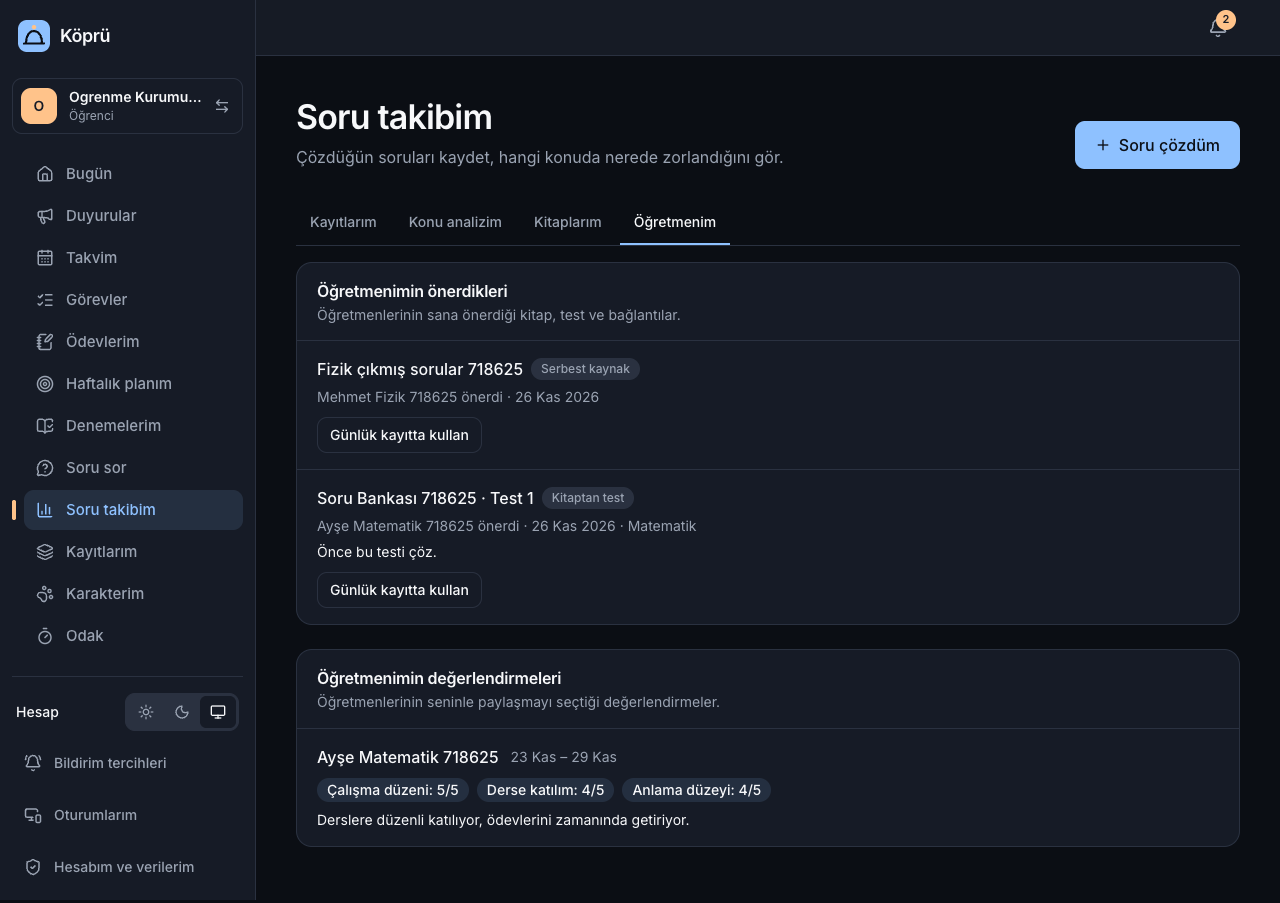 Köprü
2
O
Ogrenme Kurumu...
Öğrenci
Bugün
Duyurular
Takvim
Görevler
Ödevlerim
Haftalık planım
Denemelerim
Soru sor
Soru takibim
Kayıtlarım
Karakterim
Odak
Hesap
Bildirim tercihleri
Oturumlarım
Hesabım ve verilerim
Soru takibim
Çözdüğün soruları kaydet, hangi konuda nerede zorlandığını gör.
+ Soru çözdüm
Kayıtlarım Konu analizim Kitaplarım Öğretmenim
Öğretmenimin önerdikleri
Öğretmenlerinin sana önerdiği kitap, test ve bağlantılar.
Fizik çıkmış sorular 718625 Serbest kaynak
Mehmet Fizik 718625 önerdi · 26 Kas 2026
Günlük kayıtta kullan
Soru Bankası 718625 · Test 1 Kitaptan test
Ayşe Matematik 718625 önerdi · 26 Kas 2026 · Matematik
Önce bu testi çöz.
Günlük kayıtta kullan
Öğretmenimin değerlendirmeleri
Öğretmenlerinin seninle paylaşmayı seçtiği değerlendirmeler.
Ayşe Matematik 718625 23 Kas – 29 Kas
Çalışma düzeni: 5/5 Derse katılım: 4/5 Anlama düzeyi: 4/5
Derslere düzenli katılıyor, ödevlerini zamanında getiriyor.